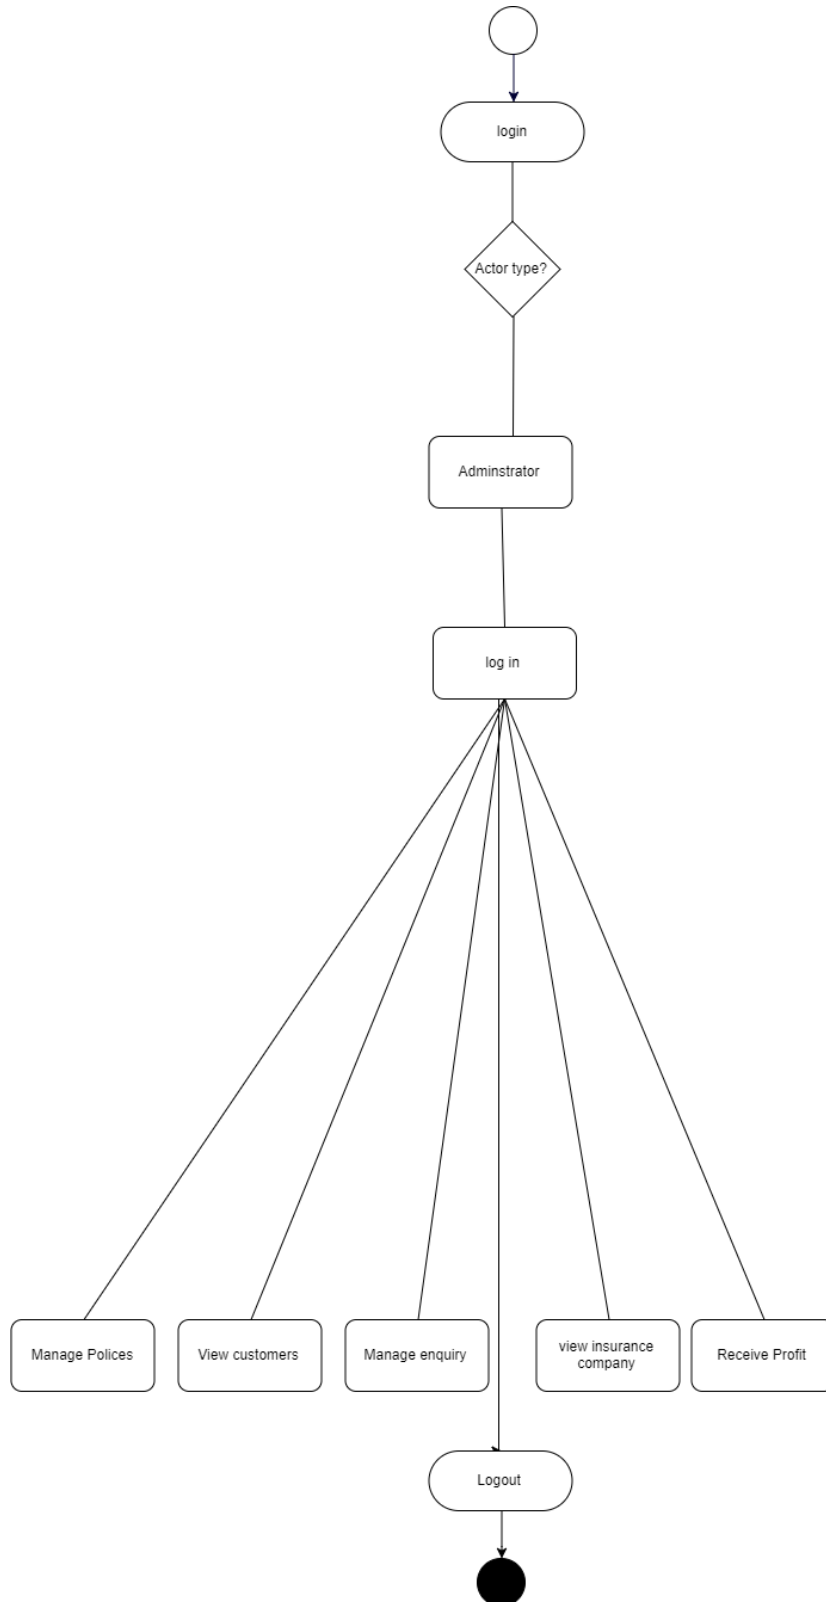 login
Actor type?
Adminstrator
log in
Manage Polices
View customers
Manage enquiry
view insurance
company
Receive Profit
Logout